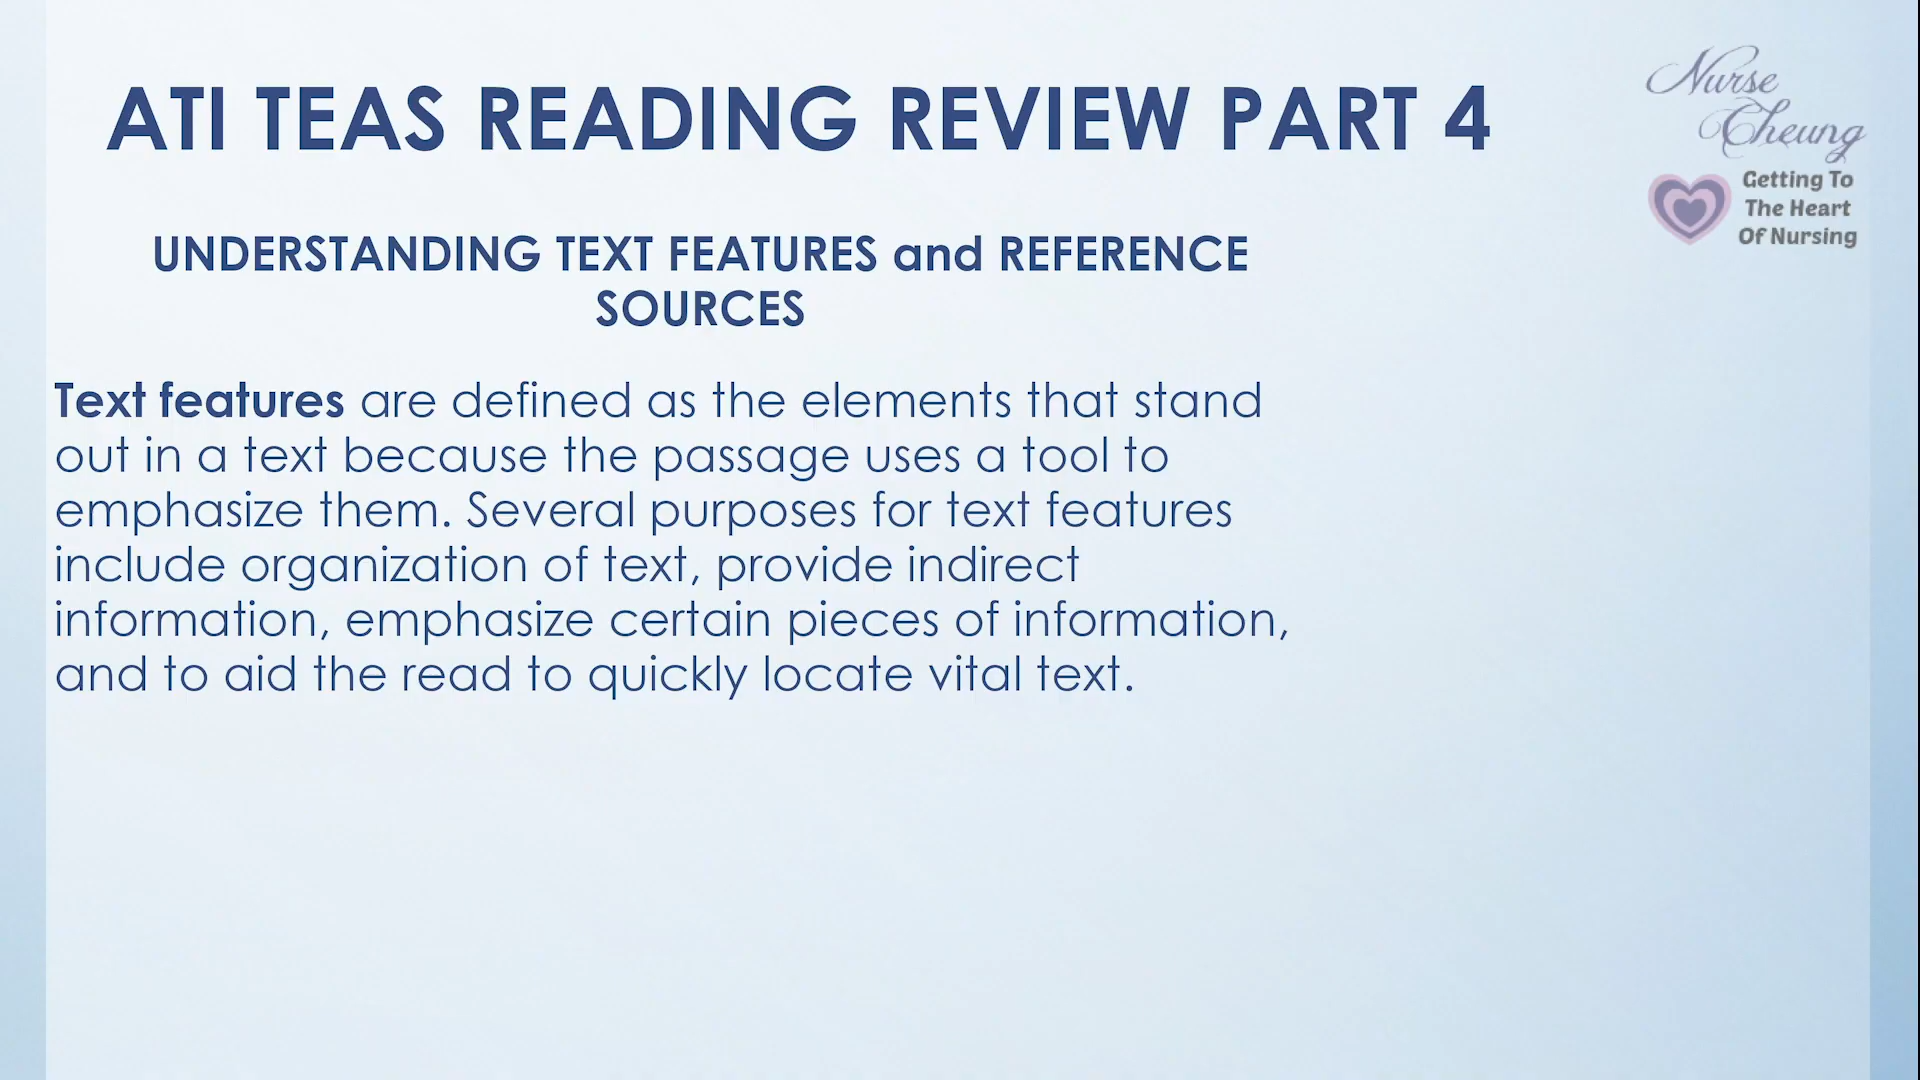 ATI TEAS READING REVIEW PART 4
Nurse
Cheung
Getting To
The Heart
Of Nursing
UNDERSTANDING TEXT FEATURES and REFERENCE
SOURCES
Text features are defined as the elements that stand
out in a text because the passage uses a tool to
emphasize them. Several purposes for text features
include organization of text, provide indirect
information, emphasize certain pieces of information,
and to aid the read to quickly locate vital text.